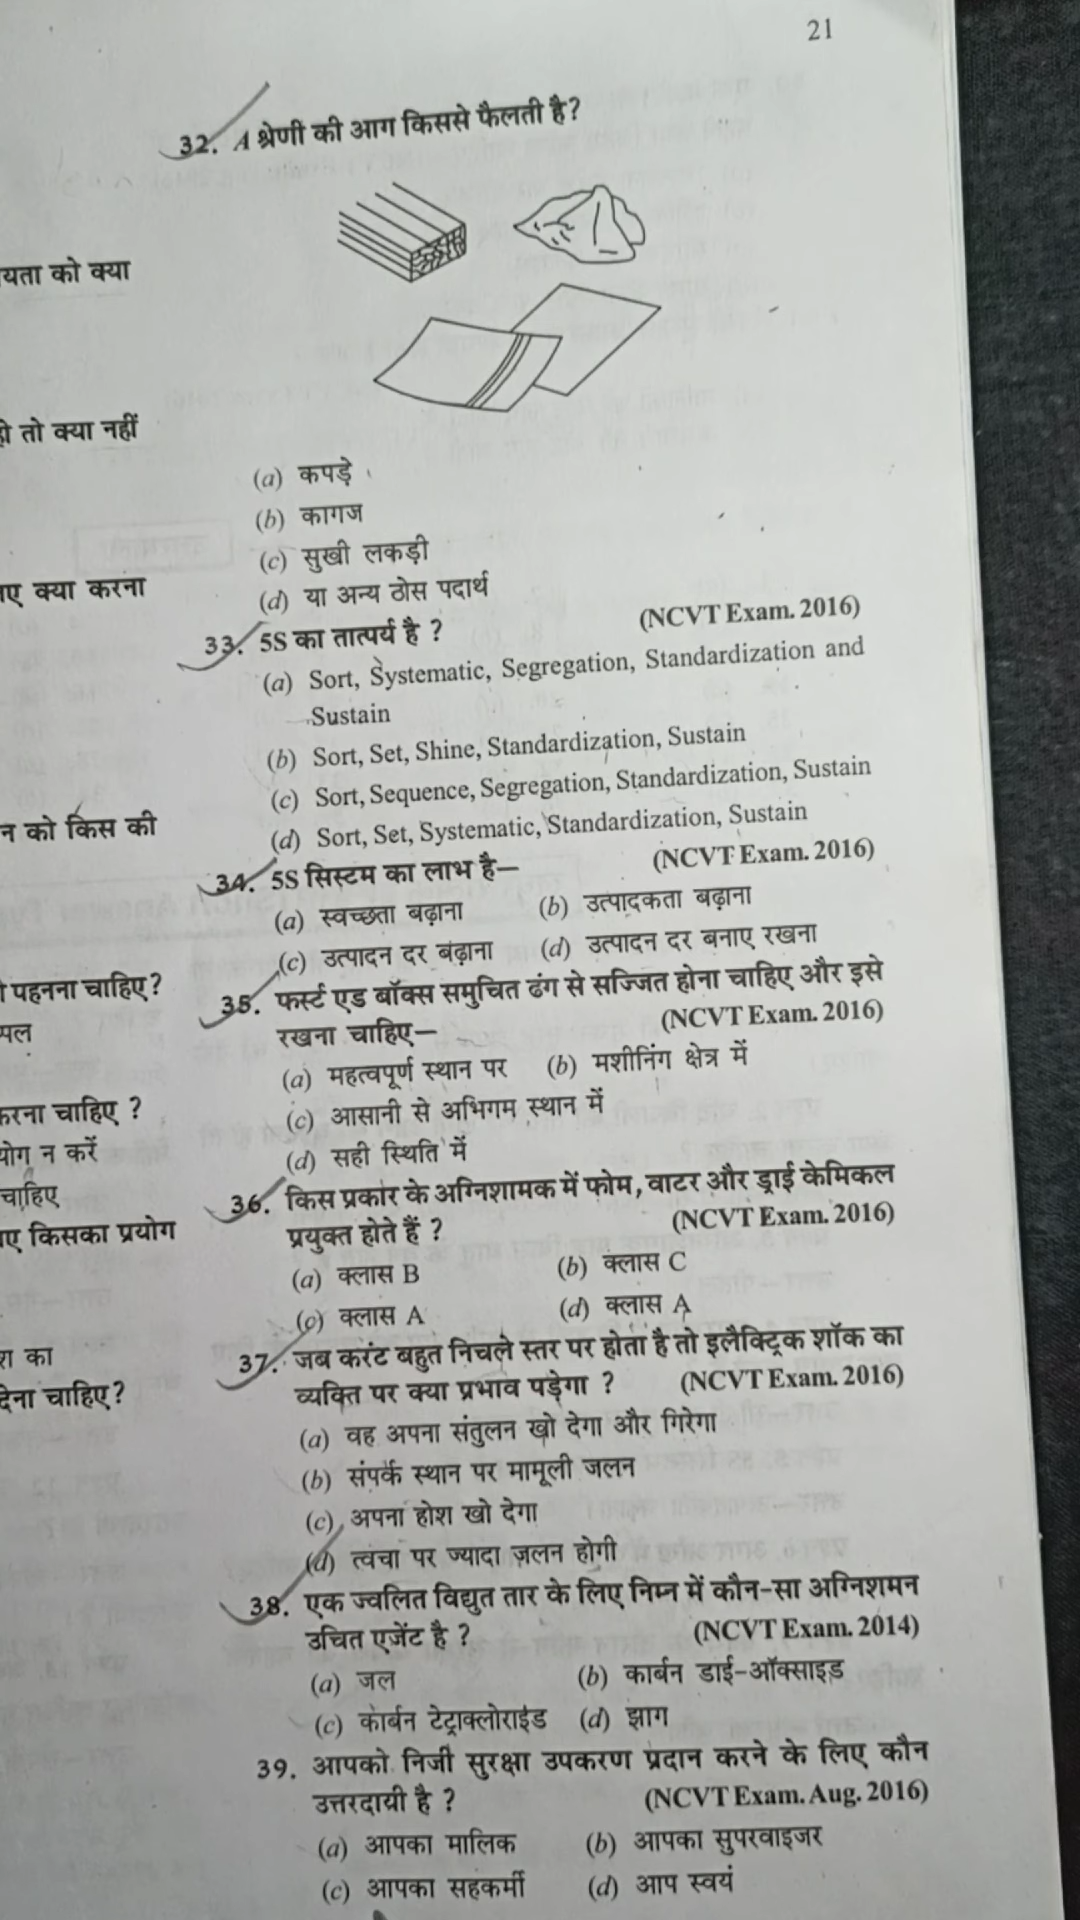 21
32. A श्रेणी की आग किससे फैलती है?
यता को क्या
तो क्या नहीं
(a) कपड़े
(b) कागज
(c) सुखी लकड़ी
ए क्या करना
(d) या अन्य ठोस पदार्थ
33. 5S का तात्पर्य है ? (NCVT Exam. 2016)
(a) Sort, Systematic, Segregation, Standardization and
Sustain
(b) Sort, Set, Shine, Standardization, Sustain
(c) Sort, Sequence, Segregation, Standardization, Sustain
न को किस की
(d) Sort, Set, Systematic, Standardization, Sustain
34. 5S सिस्टम का लाभ है— (NCVT Exam. 2016)
(a) स्वच्छता बढ़ाना (b) उत्पादकता बढ़ाना
(c) उत्पादन दर बढ़ाना (d) उत्पादन दर बनाए रखना
पहनना चाहिए?
35. फर्स्ट एड बॉक्स समुचित ढंग से सज्जित होना चाहिए और इसे
पल
रखना चाहिए— (NCVT Exam. 2016)
(a) महत्वपूर्ण स्थान पर (b) मशीनिंग क्षेत्र में
करना चाहिए ?
(c) आसानी से अभिगम स्थान में
योग न करें
(d) सही स्थिति में
चाहिए
36. किस प्रकार के अग्निशामक में फोम, वाटर और ड्राई केमिकल
ए किसका प्रयोग
प्रयुक्त होते हैं ? (NCVT Exam. 2016)
(a) क्लास B (b) क्लास C
(c) क्लास A (d) क्लास A
श का
37. जब करंट बहुत निचले स्तर पर होता है तो इलैक्ट्रिक शॉक का
देना चाहिए?
व्यक्ति पर क्या प्रभाव पड़ेगा ? (NCVT Exam. 2016)
(a) वह अपना संतुलन खो देगा और गिरेगा
(b) संपर्क स्थान पर मामूली जलन
(c) अपना होश खो देगा
(d) त्वचा पर ज्यादा ज़लन होगी
38. एक ज्वलित विद्युत तार के लिए निम्न में कौन-सा अग्निशमन
उचित एजेंट है ? (NCVT Exam. 2014)
(a) जल (b) कार्बन डाई-ऑक्साइड
(c) कार्बन टेट्राक्लोराईड (d) झाग
39. आपको निजी सुरक्षा उपकरण प्रदान करने के लिए कौन
उत्तरदायी है ? (NCVT Exam. Aug. 2016)
(a) आपका मालिक (b) आपका सुपरवाइजर
(c) आपका सहकर्मी (d) आप स्वयं